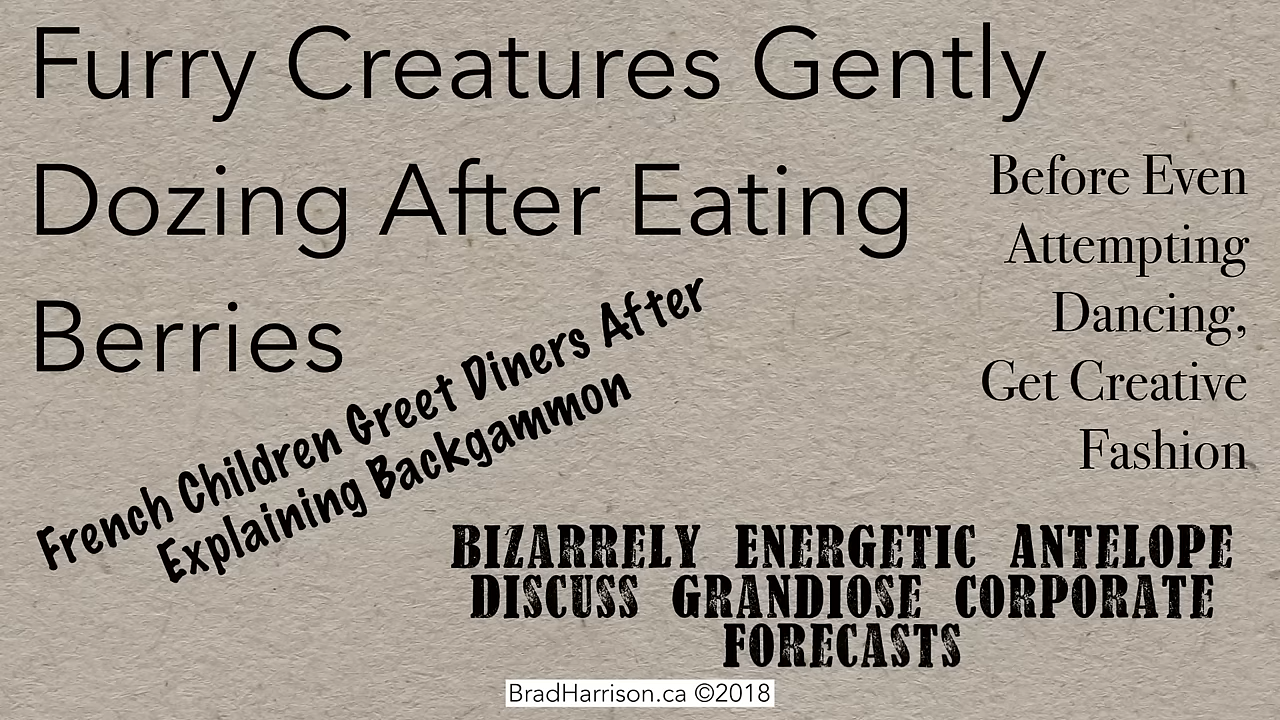 Furry Creatures Gently
Dozing After Eating
Berries
Before Even
Attempting
Dancing,
Get Creative
Fashion
French Children Greet Diners After
Explaining Backgammon
BIZARRELY ENERGETIC ANTELOPE
DISCUSS GRANDIOSE CORPORATE
FORECASTS
BradHarrison.ca ©2018